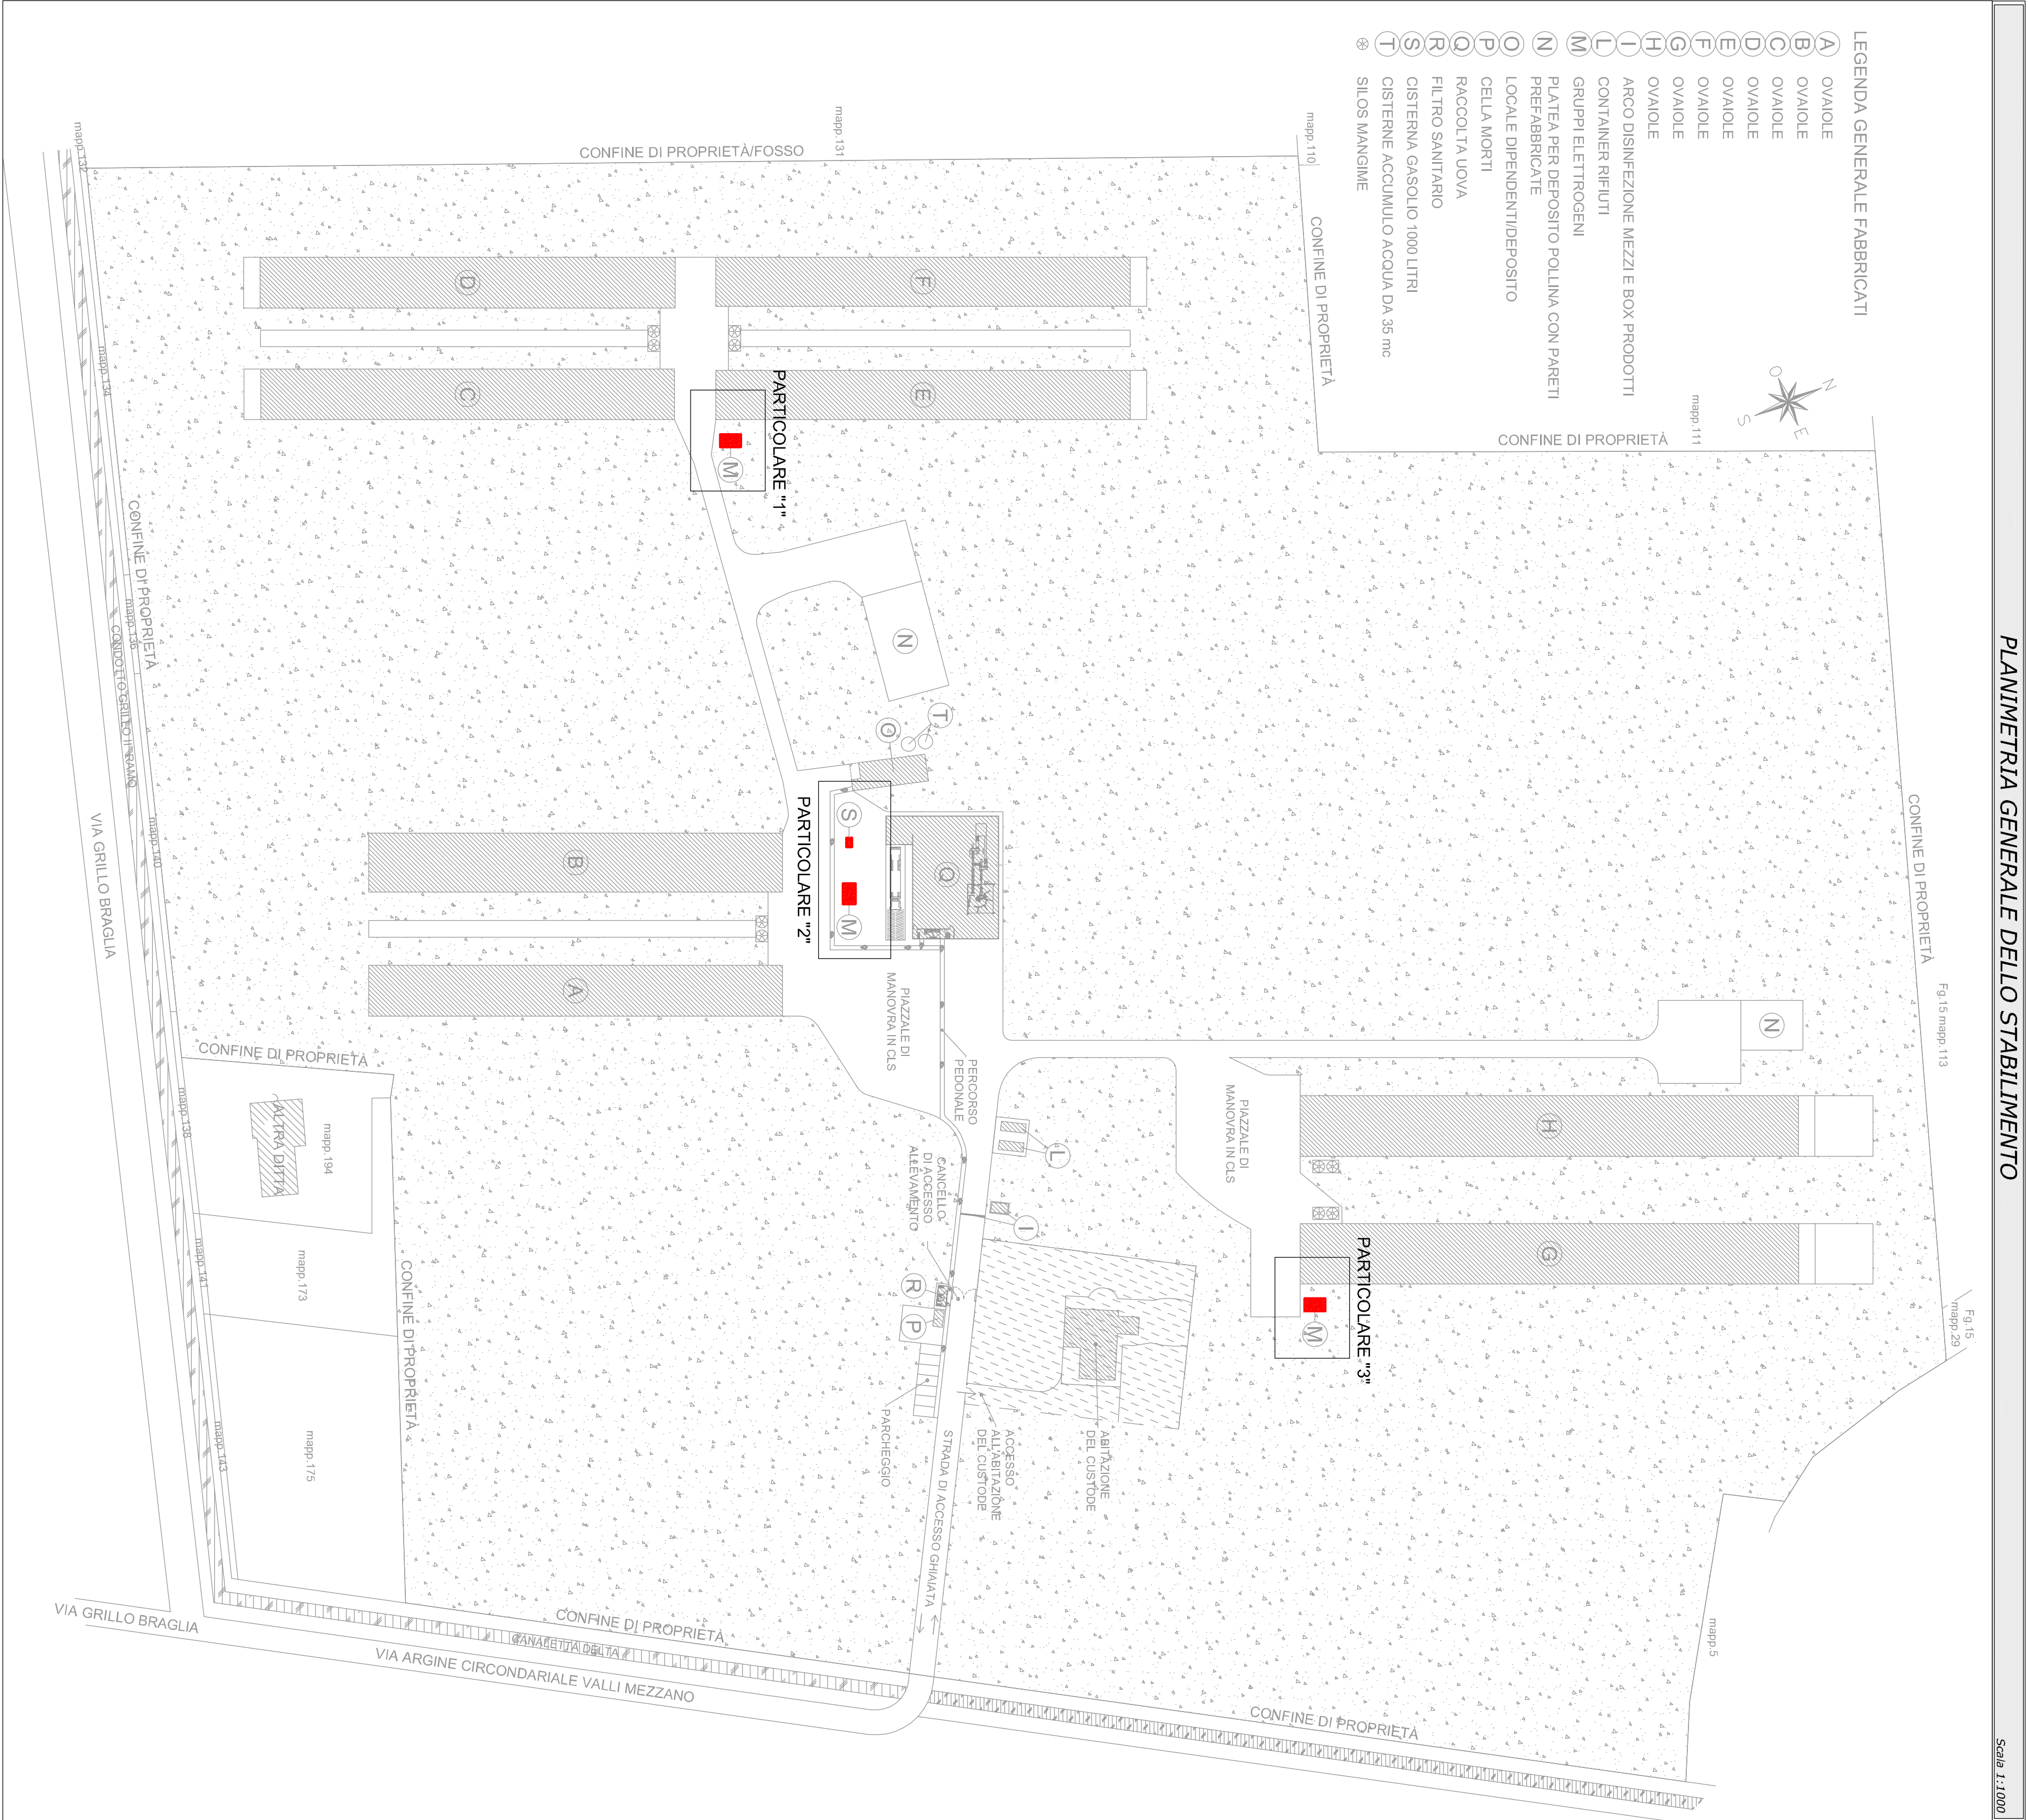 PLANIMETRIA GENERALE DELLO STABILIMENTO
Scala 1:1000
LEGENDA GENERALE FABBRICATI
A OVAIOLE
B OVAIOLE
C OVAIOLE
D OVAIOLE
E OVAIOLE
F OVAIOLE
G OVAIOLE
H OVAIOLE
I ARCO DISINFEZIONE MEZZI E BOX PRODOTTI
L CONTAINER RIFIUTI
M GRUPPI ELETTROGENI
N PLATEA PER DEPOSITO POLLINA CON PARETI
PREFABBRICATE
O LOCALE DIPENDENTI/DEPOSITO
P CELLA MORTI
Q RACCOLTA UOVA
R FILTRO SANITARIO
S CISTERNA GASOLIO 1000 LITRI
T CISTERNE ACCUMULO ACQUA DA 35 mc
SILOS MANGIME
N
E
S
O
CONFINE DI PROPRIETÀ
Fg.15 mapp.113
Fg.15
mapp.29
mapp.111
CONFINE DI PROPRIETÀ
mapp.110
CONFINE DI PROPRIETÀ
N
H
G
PARTICOLARE "3"
M
PIAZZALE DI
MANOVRA IN CLS
mapp.5
mapp.131
CONFINE DI PROPRIETÀ/FOSSO
F
E
D
C
PARTICOLARE "1"
M
N
T
O
Q
S
M
PARTICOLARE "2"
PIAZZALE DI
MANOVRA IN CLS
PERCORSO
PEDONALE
L
I
CANCELLO
DI ACCESSO
ALLEVAMENTO
R
P
ABITAZIONE
DEL CUSTODE
ACCESSO
ALL'ABITAZIONE
DEL CUSTODE
PARCHEGGIO
STRADA DI ACCESSO GHIAIATA
B
A
CONFINE DI PROPRIETÀ
ALTRA DITTA
mapp.194
mapp.173
mapp.175
CONFINE DI PROPRIETÀ
mapp.132
mapp.134
CONFINE DI PROPRIETÀ
mapp.136
CONDOTTO GRILLO II°RAMO
mapp.140
mapp.138
mapp.141
mapp.143
VIA GRILLO BRAGLIA
VIA GRILLO BRAGLIA
CONFINE DI PROPRIETÀ
CANALETTA DELTA
VIA ARGINE CIRCONDARIALE VALLI MEZZANO
CONFINE DI PROPRIETÀ